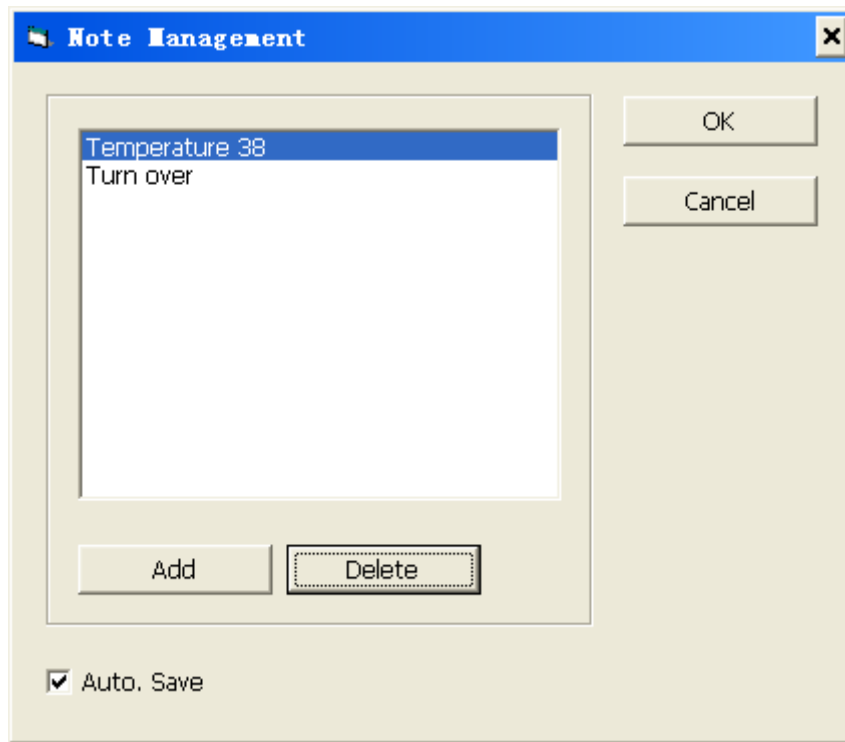 Note Management
Temperature 38
Turn over
OK
Cancel
Add
Delete
Auto. Save